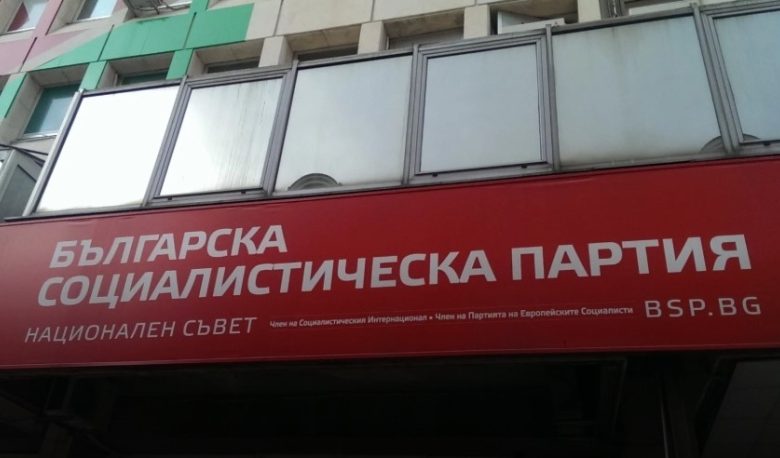 БЪЛГАРСКА
СОЦИАЛИСТИЧЕСКА ПАРТИЯ
НАЦИОНАЛЕН СЪВЕТ Член на Социалистическия Интернационал • Член на Партията на Европейските Социалисти BSP.BG